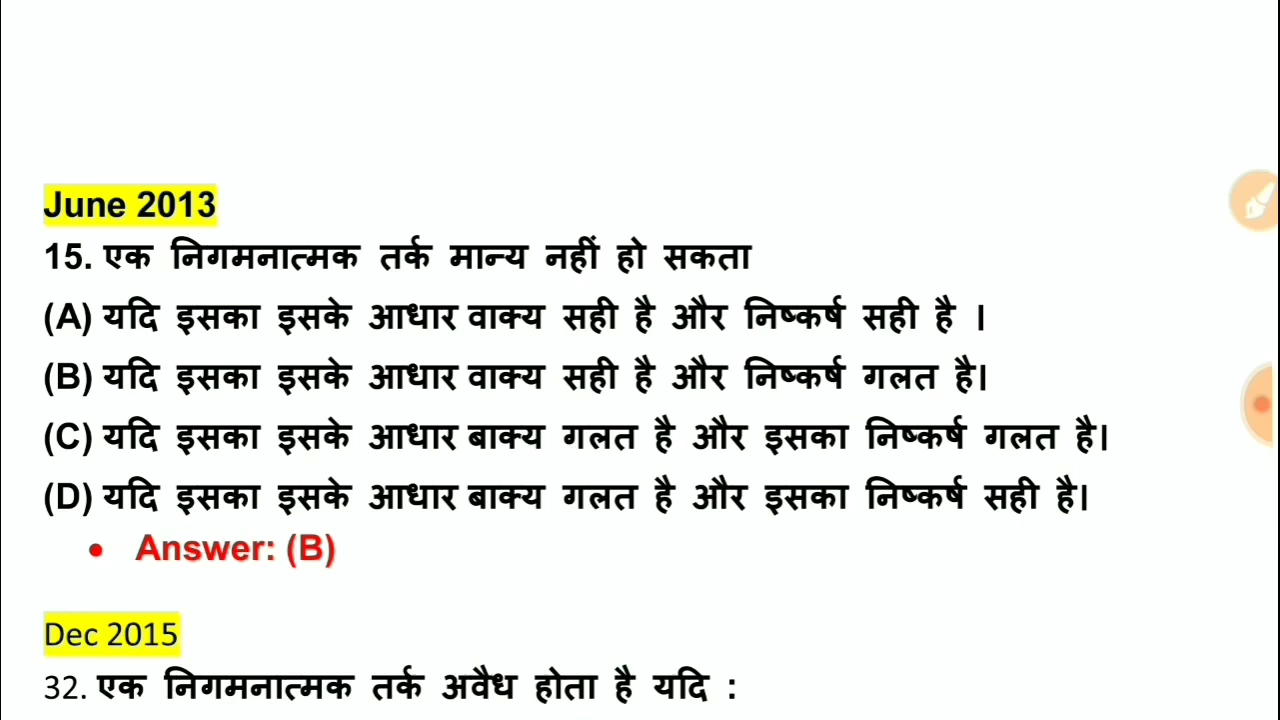 June 2013
15. एक निगमनात्मक तर्क मान्य नहीं हो सकता
(A) यदि इसका इसके आधार वाक्य सही है और निष्कर्ष सही है ।
(B) यदि इसका इसके आधार वाक्य सही है और निष्कर्ष गलत है।
(C) यदि इसका इसके आधार बाक्य गलत है और इसका निष्कर्ष गलत है।
(D) यदि इसका इसके आधार बाक्य गलत है और इसका निष्कर्ष सही है।
• Answer: (B)
Dec 2015
32. एक निगमनात्मक तर्क अवैध होता है यदि :